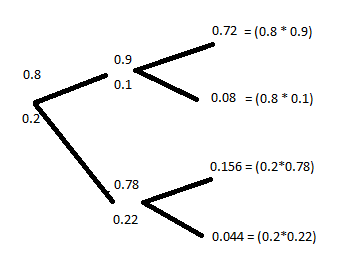 0.72 = (0.8 * 0.9)
0.9
0.8
0.1
0.08 = (0.8 * 0.1)
0.2
0.156 = (0.2*0.78)
0.78
0.22
0.044 = (0.2*0.22)